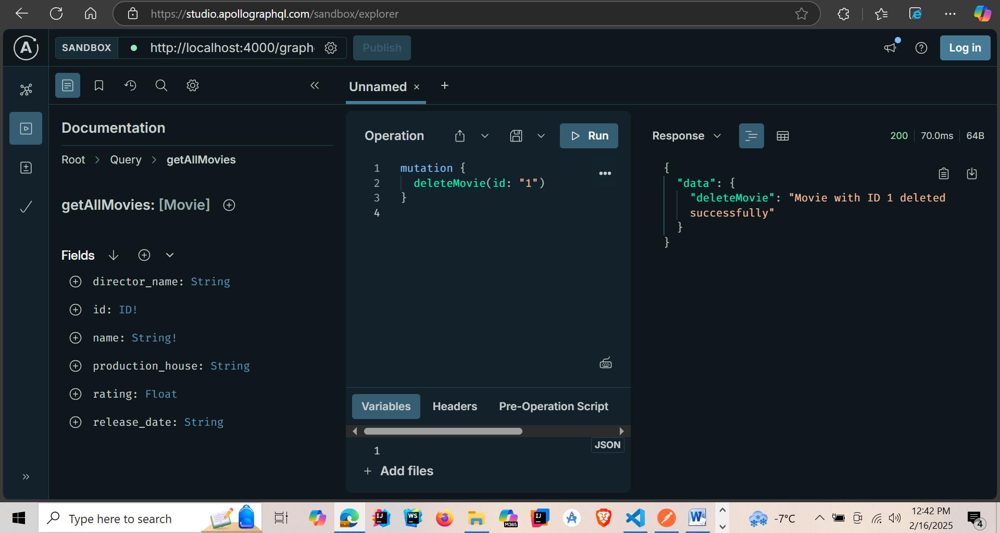 https://studio.apollographql.com/sandbox/explorer
A
SANDBOX
http://localhost:4000/graph
Publish
Log in
Unnamed
Documentation
Root > Query > getAllMovies
getAllMovies: [Movie]
Fields
director_name: String
id: ID!
name: String!
production_house: String
rating: Float
release_date: String
Operation
Run
1 mutation {
2 deleteMovie(id: "1")
3 }
4
Variables
Headers
Pre-Operation Script
1
JSON
+ Add files
Response
200
70.0ms
64B
{
"data": {
"deleteMovie": "Movie with ID 1 deleted
successfully"
}
}
Type here to search
IJ
WS
M365
IJ
W
-7°C
12:42 PM
2/16/2025
4